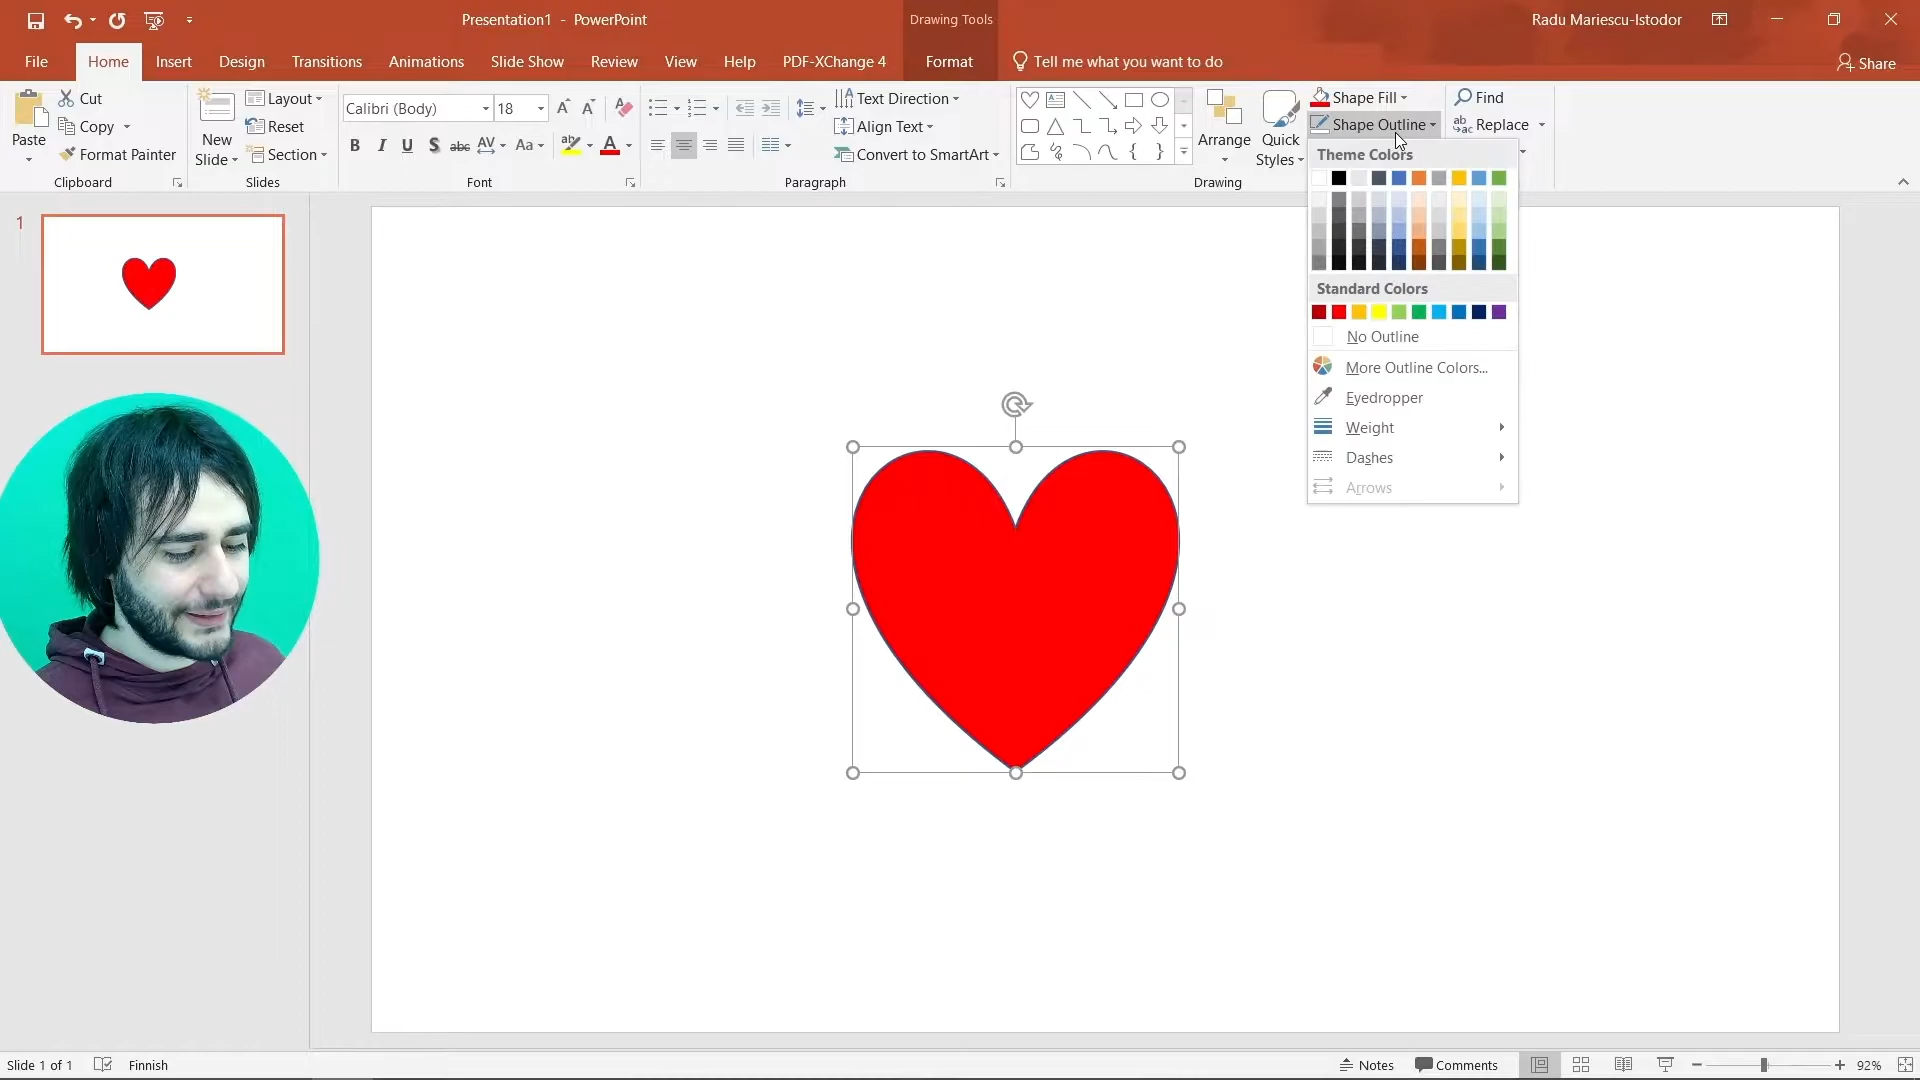 Presentation1 - PowerPoint
Drawing Tools
Radu Mariescu-Istodor
File Home Insert Design Transitions Animations Slide Show Review View Help PDF-XChange 4 Format Tell me what you want to do Share
Paste
Cut
Copy
Format Painter
Clipboard
New
Slide
Layout
Reset
Section
Slides
Calibri (Body) 18
B I U S abc AV Aa A
Font
Text Direction
Align Text
Convert to SmartArt
Paragraph
Arrange
Quick
Styles
Drawing
Shape Fill
Shape Outline
Find
Replace
Theme Colors
Standard Colors
No Outline
More Outline Colors...
Eyedropper
Weight
Dashes
Arrows
1
Slide 1 of 1 Finnish Notes Comments 92%